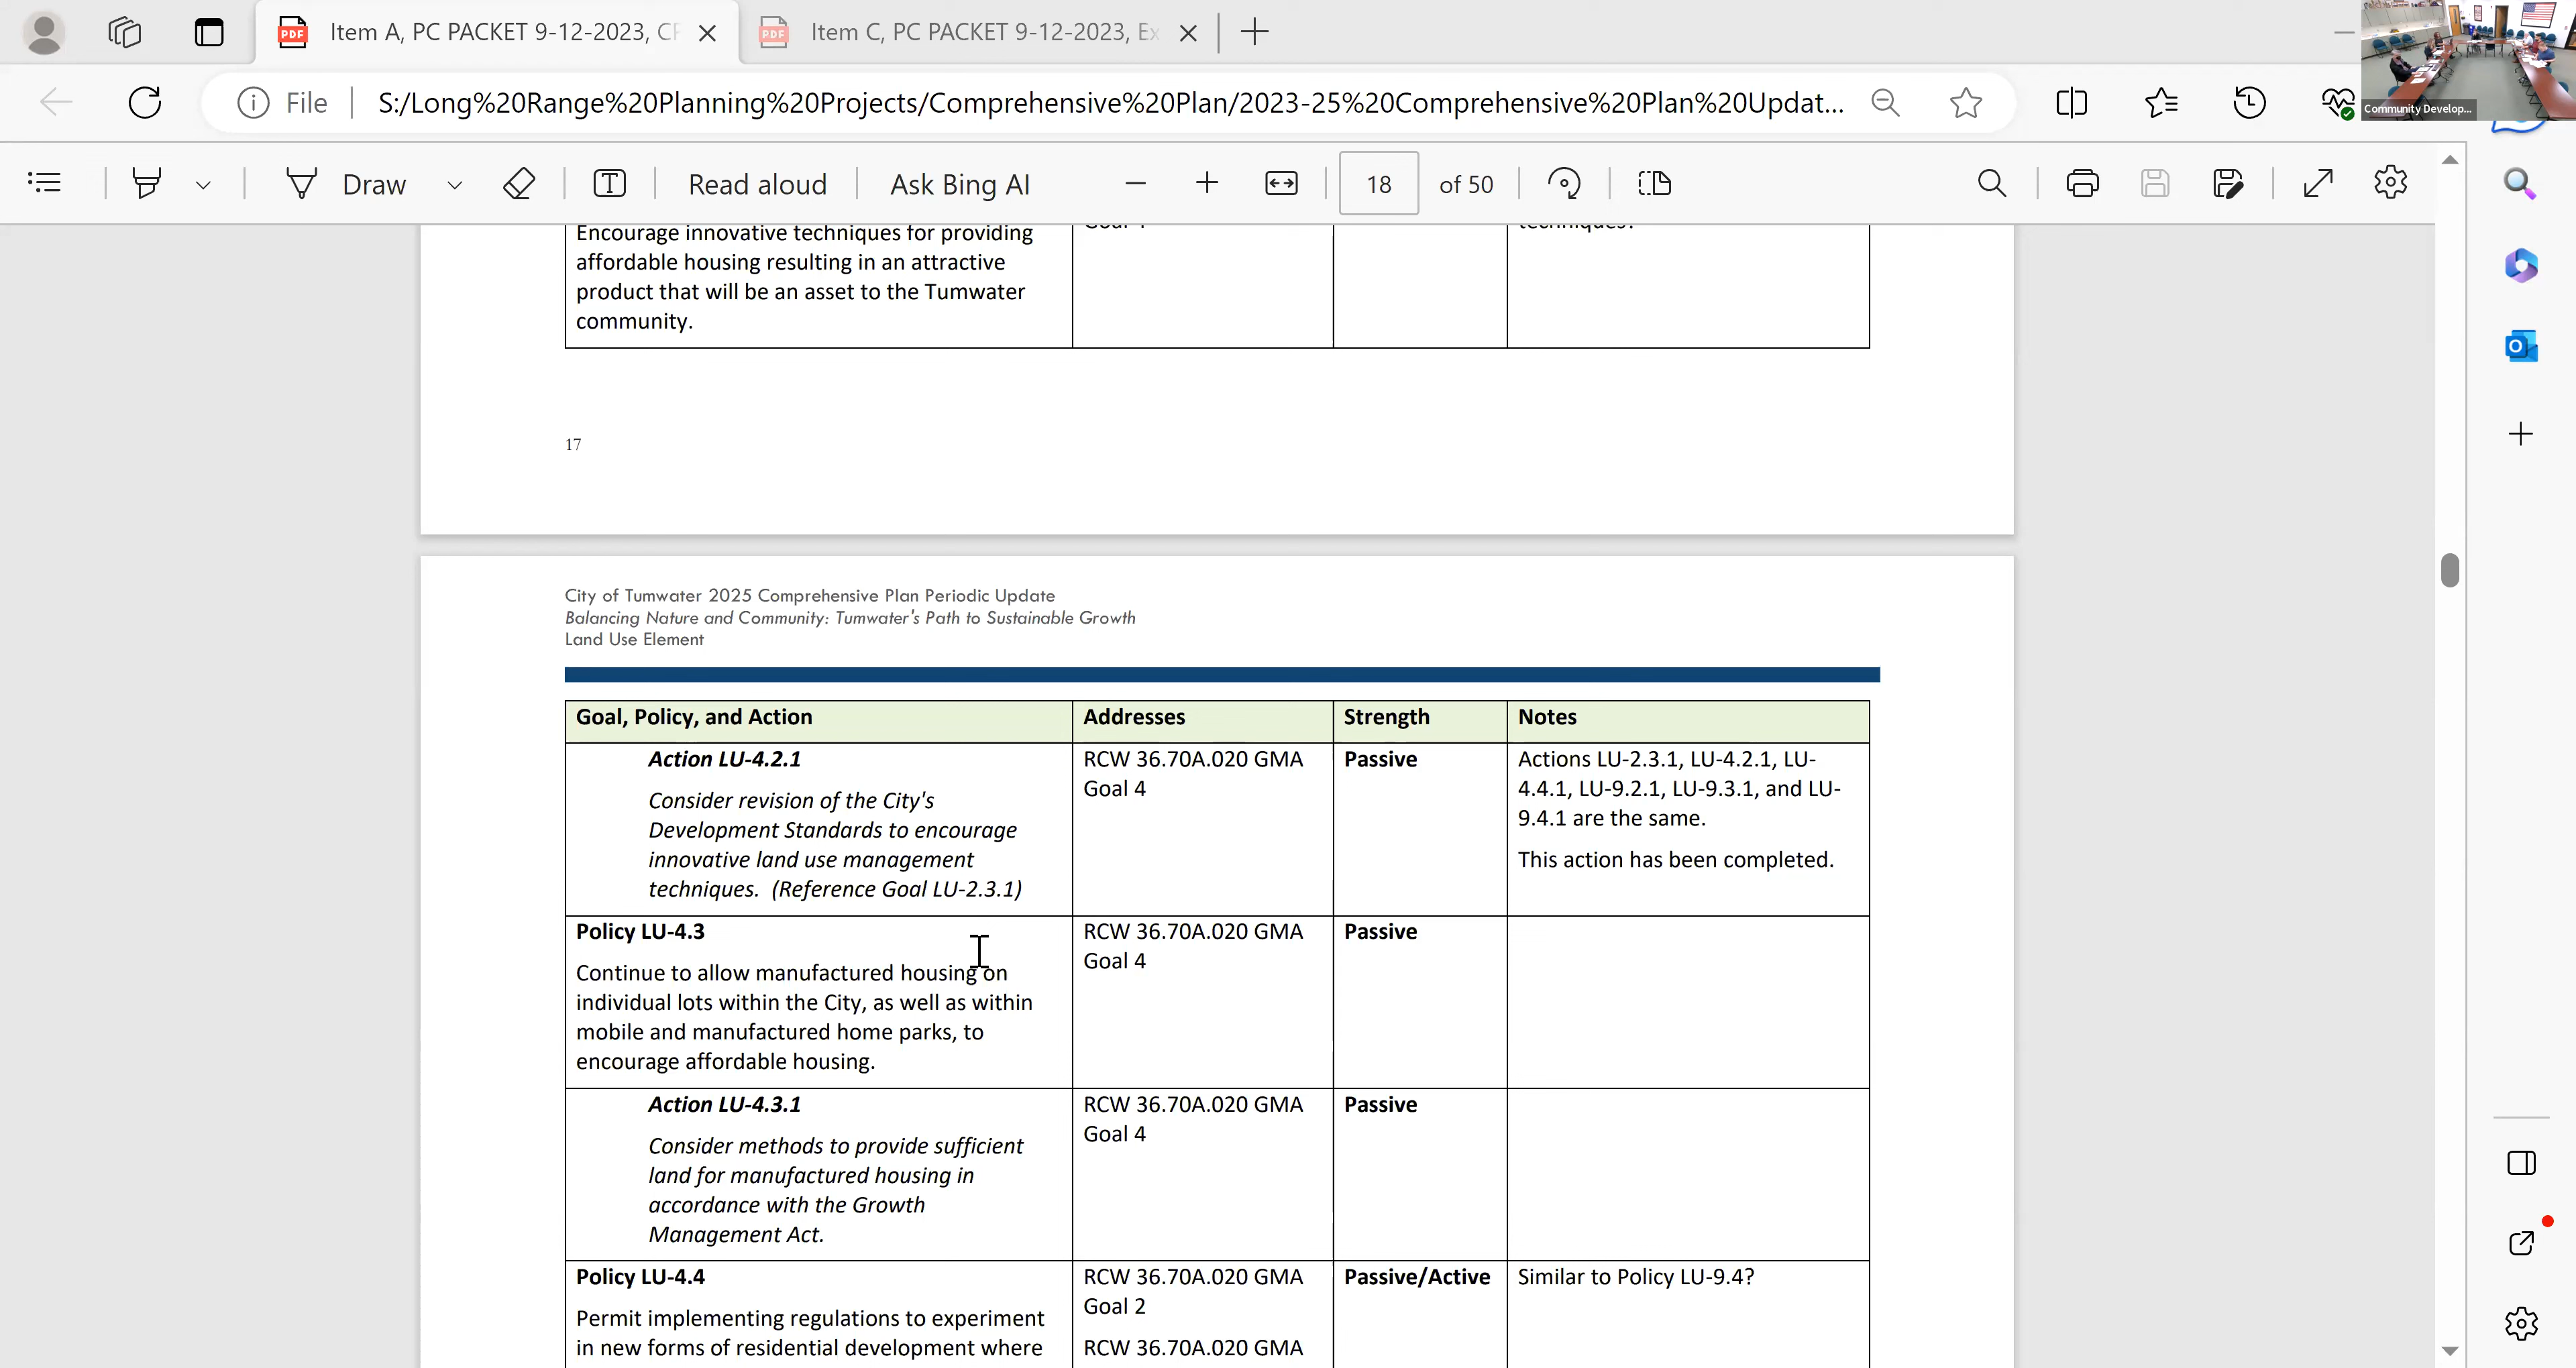 Item A, PC PACKET 9-12-2023, CF
Item C, PC PACKET 9-12-2023, Ex
File
S:/Long%20Range%20Planning%20Projects/Comprehensive%20Plan/2023-25%20Comprehensive%20Plan%20Updat...
Community Develop...
Draw
Read aloud
Ask Bing AI
18
of 50
Encourage innovative techniques for providing
affordable housing resulting in an attractive
product that will be an asset to the Tumwater
community.
techniques?
17
City of Tumwater 2025 Comprehensive Plan Periodic Update
Balancing Nature and Community: Tumwater's Path to Sustainable Growth
Land Use Element
Goal, Policy, and Action
Addresses
Strength
Notes
Action LU-4.2.1
Consider revision of the City's
Development Standards to encourage
innovative land use management
techniques.  (Reference Goal LU-2.3.1)
RCW 36.70A.020 GMA
Goal 4
Passive
Actions LU-2.3.1, LU-4.2.1, LU-
4.4.1, LU-9.2.1, LU-9.3.1, and LU-
9.4.1 are the same.
This action has been completed.
Policy LU-4.3
Continue to allow manufactured housing on
individual lots within the City, as well as within
mobile and manufactured home parks, to
encourage affordable housing.
RCW 36.70A.020 GMA
Goal 4
Passive
Action LU-4.3.1
Consider methods to provide sufficient
land for manufactured housing in
accordance with the Growth
Management Act.
RCW 36.70A.020 GMA
Goal 4
Passive
Policy LU-4.4
Permit implementing regulations to experiment
in new forms of residential development where
RCW 36.70A.020 GMA
Goal 2
RCW 36.70A.020 GMA
Passive/Active
Similar to Policy LU-9.4?